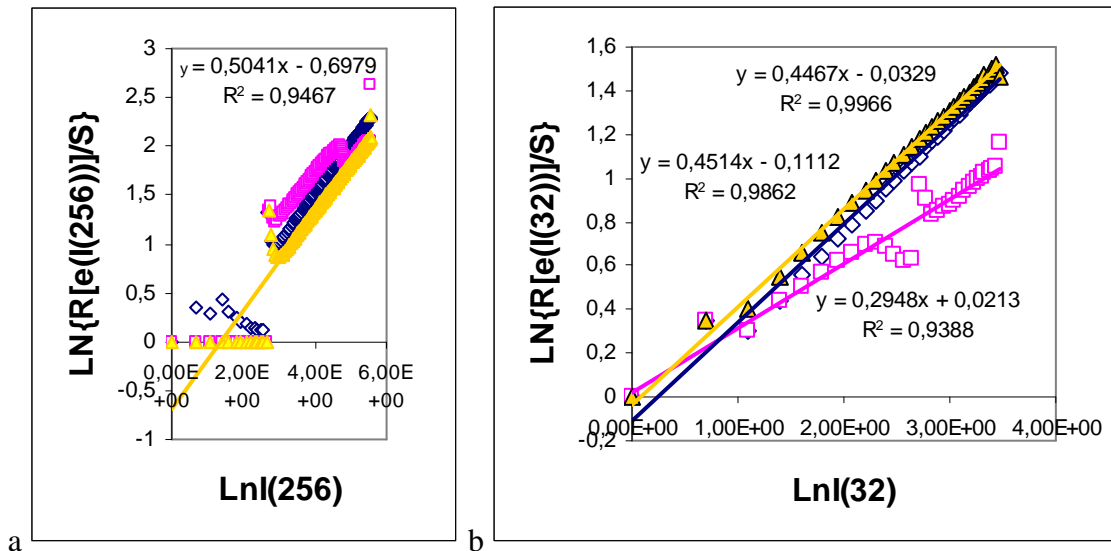 3
2,5
2
1,5
1
0,5
0
-0,5
-1
y = 0,5041x - 0,6979
R² = 0,9467
0,00E
+00
2,00E
+00
4,00E
+00
6,00E
+00
LN{R[e(I(256))]/S}
LnI(256)
a
1,6
1,4
1,2
1
0,8
0,6
0,4
0,2
0
-0,2
y = 0,4467x - 0,0329
R² = 0,9966
y = 0,4514x - 0,1112
R² = 0,9862
y = 0,2948x + 0,0213
R² = 0,9388
0,00E+00 1,00E+00 2,00E+00 3,00E+00 4,00E+00
LN{R[e(I(32))]/S}
LnI(32)
b